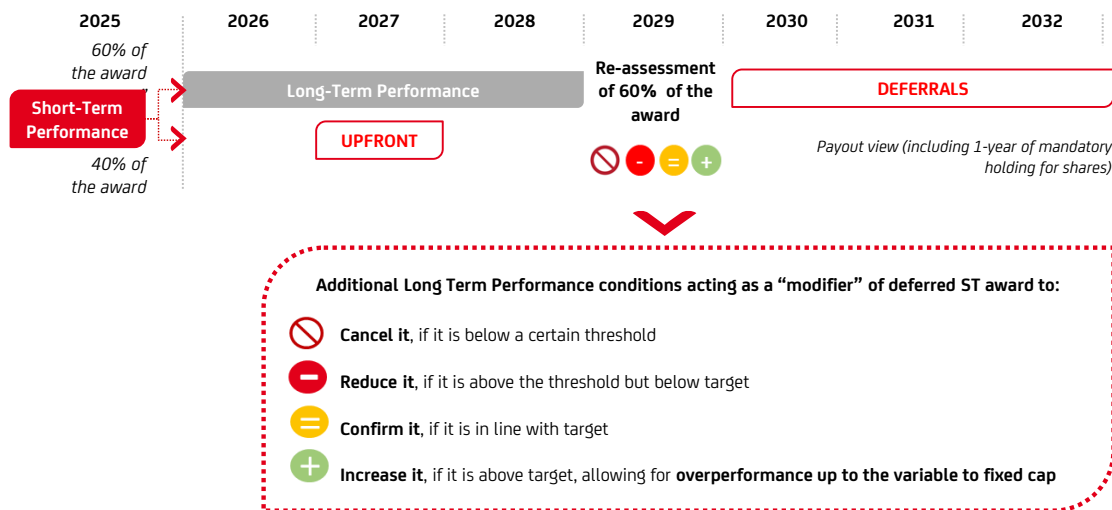 2025 2026 2027 2028 2029 2030 2031 2032
60% of
the award
Short-Term
Performance
40% of
the award
Long-Term Performance
UPFRONT
Re-assessment
of 60% of the
award
- = +
DEFERRALS
Payout view (including 1-year of mandatory
holding for shares)
Additional Long Term Performance conditions acting as a “modifier” of deferred ST award to:
Cancel it, if it is below a certain threshold
Reduce it, if it is above the threshold but below target
Confirm it, if it is in line with target
Increase it, if it is above target, allowing for overperformance up to the variable to fixed cap